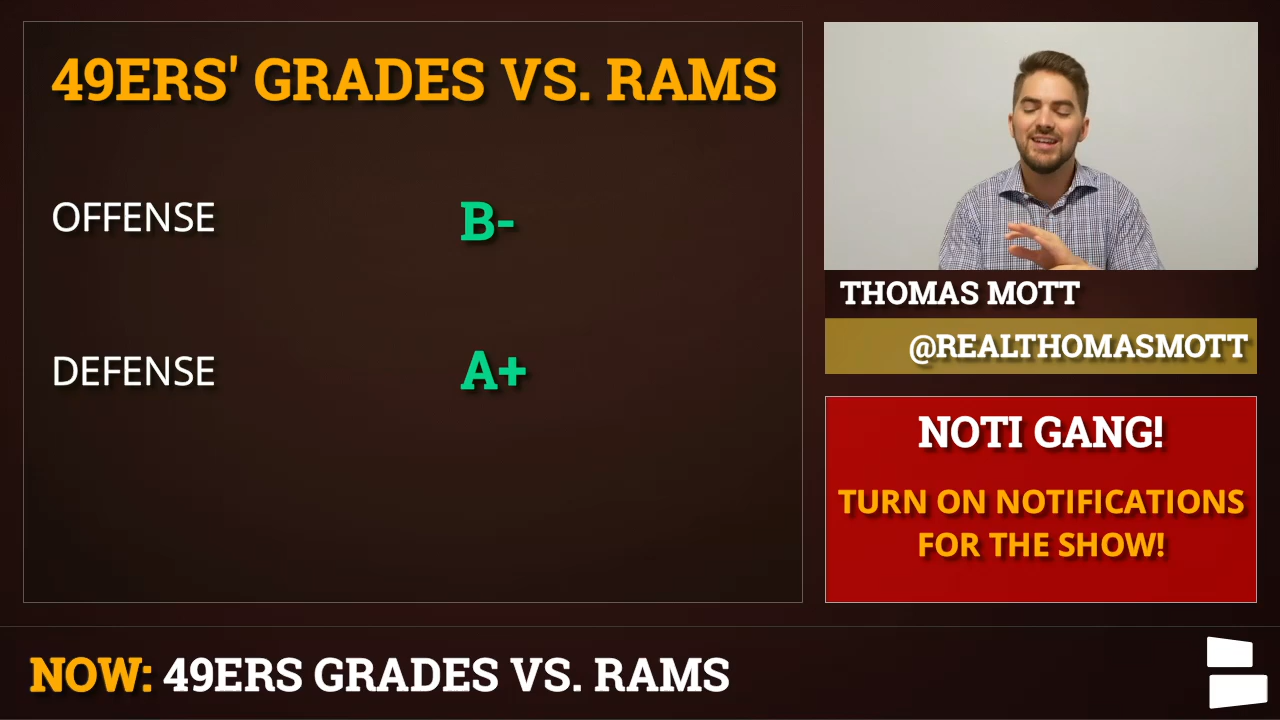 49ERS' GRADES VS. RAMS
OFFENSE B-
DEFENSE A+
THOMAS MOTT
@REALTHOMASMOTT
NOTI GANG!
TURN ON NOTIFICATIONS
FOR THE SHOW!
NOW: 49ERS GRADES VS. RAMS